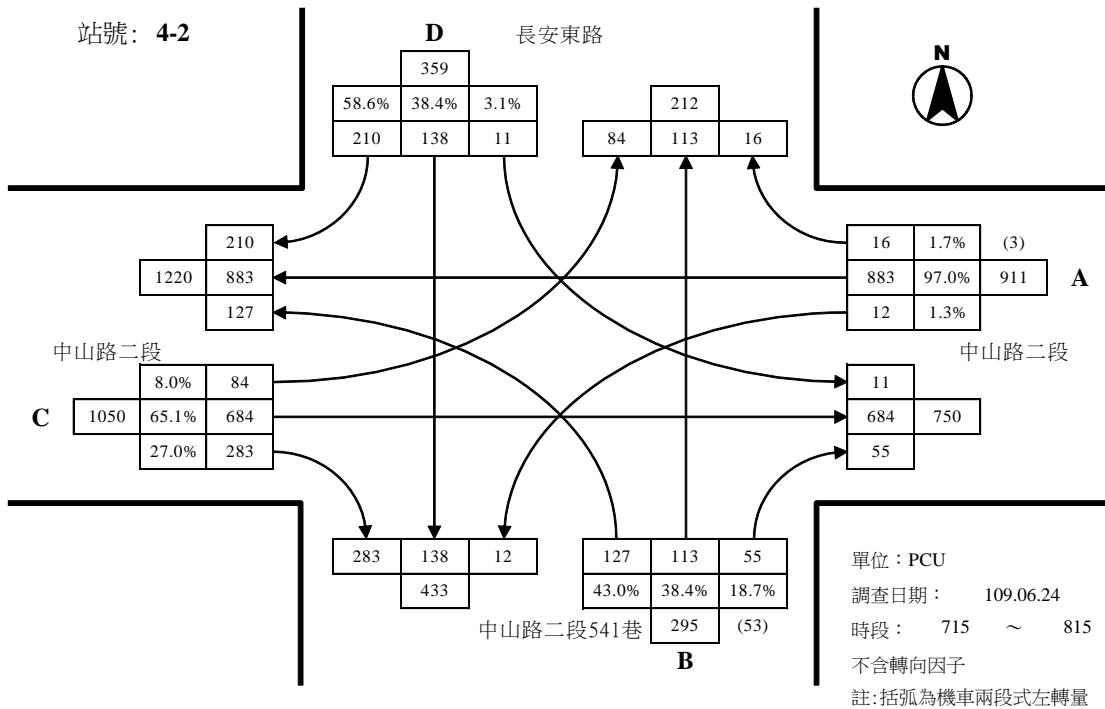 站號: 4-2
D
長安東路
N
359
58.6% 38.4% 3.1%
210 138 11
212
84 113 16
210
1220 883
127
16 1.7% (3)
883 97.0% 911
12 1.3%
A
中山路二段
中山路二段
8.0% 84
C
1050 65.1% 684
27.0% 283
11
684 750
55
283 138 12
433
127 113 55
43.0% 38.4% 18.7%
295 (53)
中山路二段541巷
B
單位：PCU
調查日期： 109.06.24
時段： 715 ～ 815
不含轉向因子
註:括弧為機車兩段式左轉量